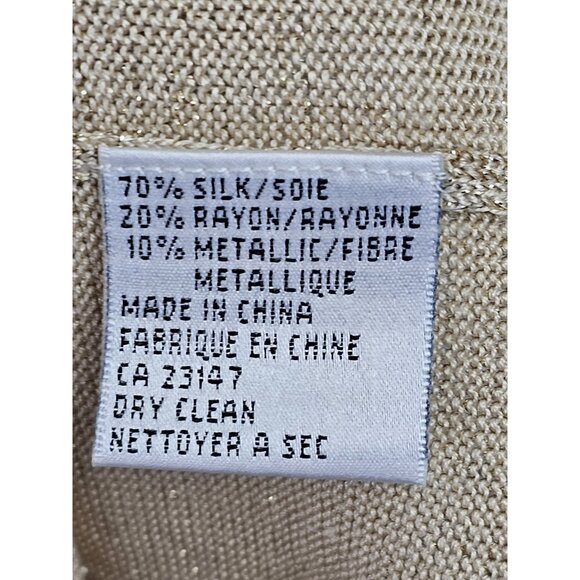 70% SILK/SOIE
20% RAYON/RAYONNE
10% METALLIC/FIBRE
METALLIQUE
MADE IN CHINA
FABRIQUE EN CHINE
CA 23147
DRY CLEAN
NETTOYER A SEC